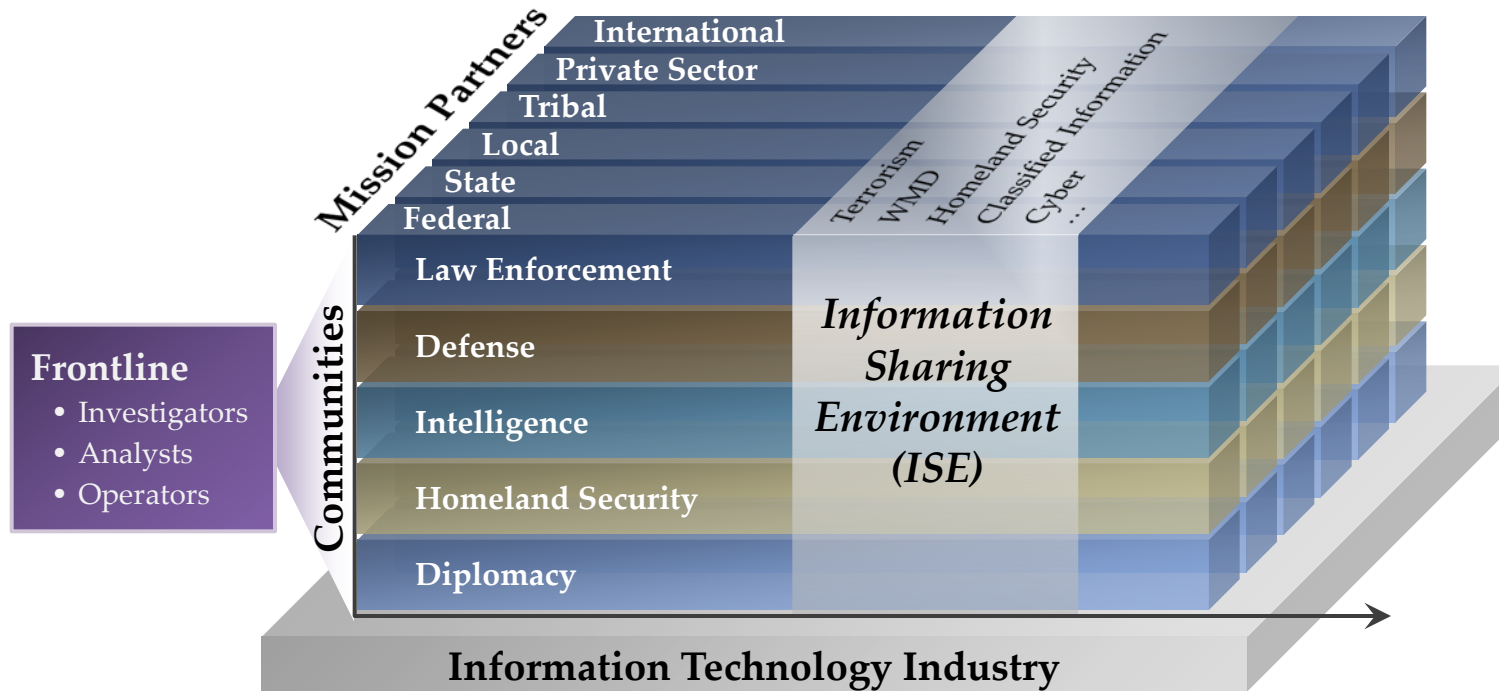 Mission Partners
International
Private Sector
Tribal
Local
State
Federal
Terrorism
WMD
Homeland Security
Classified Information
Cyber
...
Communities
Law Enforcement
Defense
Intelligence
Homeland Security
Diplomacy
Information
Sharing
Environment
(ISE)
Frontline
• Investigators
• Analysts
• Operators
Information Technology Industry